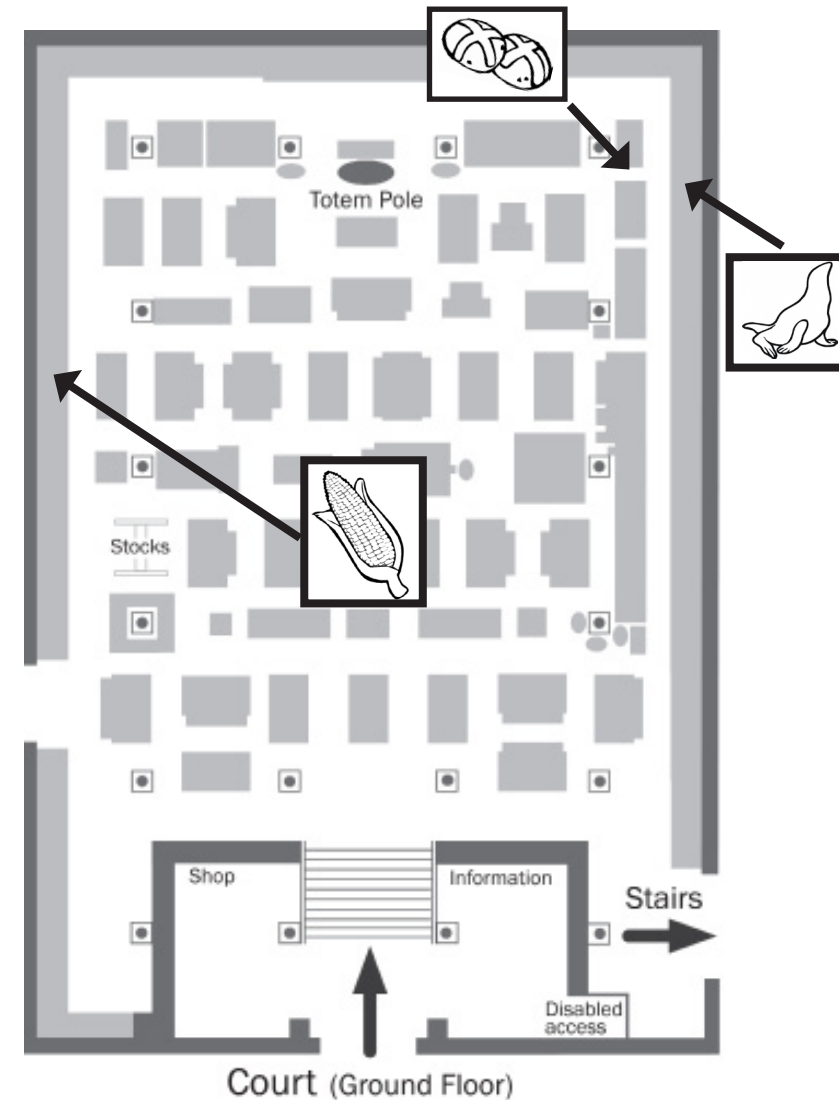 Totem Pole
Stocks
Shop
Information
Stairs
Disabled
access
Court (Ground Floor)